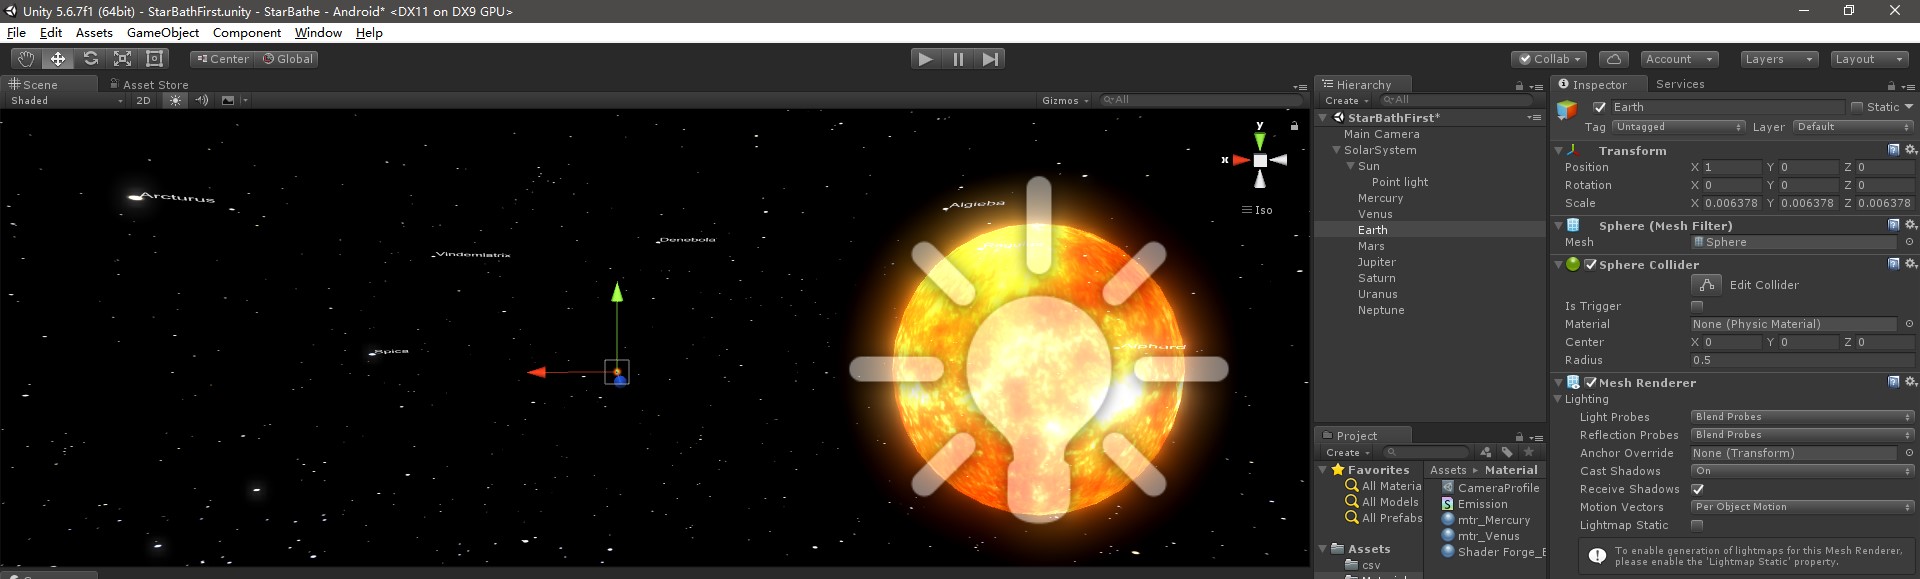 Unity 5.6.7f1 (64bit) - StarBathFirst.unity - StarBathe - Android* <DX11 on DX9 GPU>
File Edit Assets GameObject Component Window Help
Center Global Collab Account Layers Layout
Scene Asset Store
Shaded 2D Gizmos All
y
x
Iso
Arcturus
Algieba
Denebola
Vindemiatrix
Spica
Alphard
Hierarchy
Create All
StarBathFirst*
Main Camera
SolarSystem
Sun
Point light
Mercury
Venus
Earth
Mars
Jupiter
Saturn
Uranus
Neptune
Project
Create
Favorites
All Materia
All Models
All Prefabs
Assets
csv
Assets Material
CameraProfile
Emission
mtr_Mercury
mtr_Venus
Shader Forge_E
Inspector Services
Earth Static
Tag Untagged Layer Default
Transform
Position X 1 Y 0 Z 0
Rotation X 0 Y 0 Z 0
Scale X 0.006378 Y 0.006378 Z 0.006378
Sphere (Mesh Filter)
Mesh Sphere
Sphere Collider
Edit Collider
Is Trigger
Material None (Physic Material)
Center X 0 Y 0 Z 0
Radius 0.5
Mesh Renderer
Lighting
Light Probes Blend Probes
Reflection Probes Blend Probes
Anchor Override None (Transform)
Cast Shadows On
Receive Shadows
Motion Vectors Per Object Motion
Lightmap Static
To enable generation of lightmaps for this Mesh Renderer,
please enable the 'Lightmap Static' property.